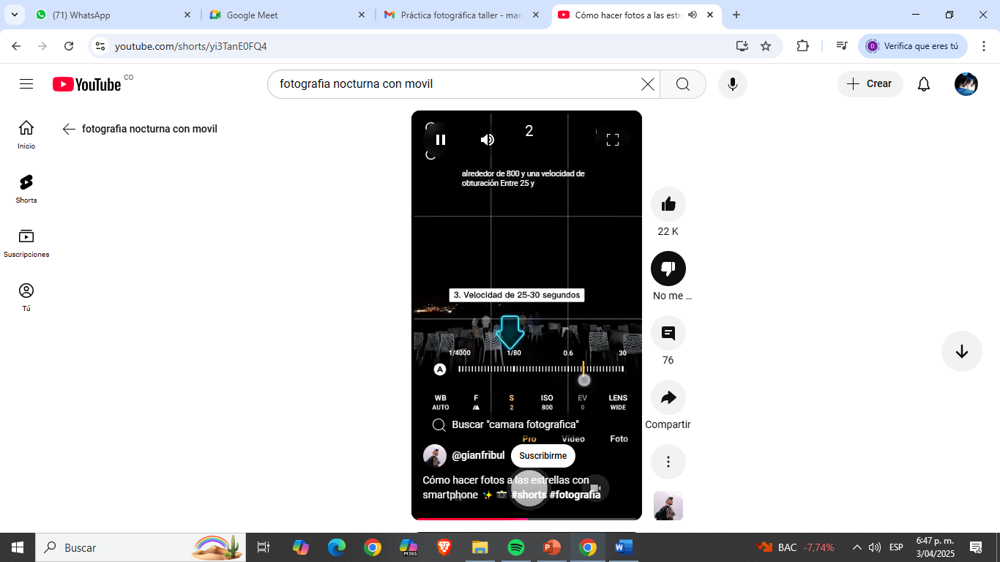 (71) WhatsApp
Google Meet
Práctica fotográfica taller - man
Cómo hacer fotos a las estre
youtube.com/shorts/yi3TanE0FQ4
D
Verifica que eres tú
YouTube CO
fotografia nocturna con movil
Crear
fotografia nocturna con movil
Inicio
Shorts
Suscripciones
Tú
2
alrededor de 800 y una velocidad de
obturación Entre 25 y
3. Velocidad de 25-30 segundos
1/4000 1/80 0.6 30
A
WB F S ISO EV LENS
AUTO 2 800 0 WIDE
Buscar "camara fotografica"
Pro Vídeo Foto
@gianfribul Suscribirme
Cómo hacer fotos a las estrellas con
smartphone ✨ 📷 #shorts #fotografia
22 K
No me ...
76
Compartir
Buscar
M365
BAC -7,74%
ESP
6:47 p. m.
3/04/2025